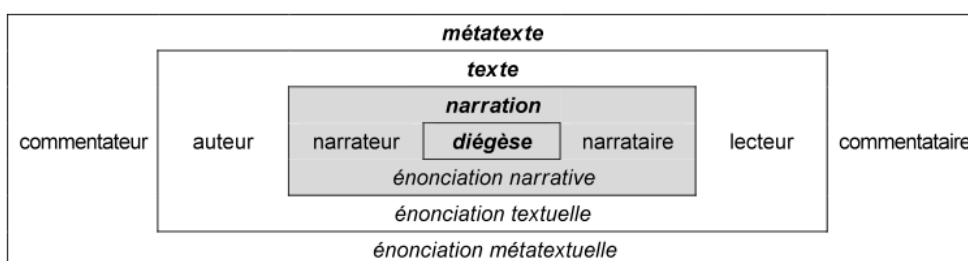 métatexte
texte
narration
commentateur auteur narrateur diégèse narrataire lecteur commentataire
énonciation narrative
énonciation textuelle
énonciation métatextuelle